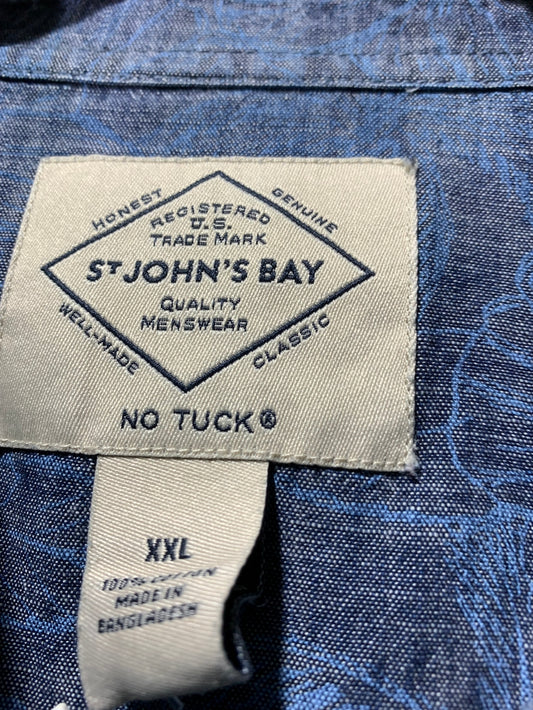 HONEST
GENUINE
REGISTERED
U.S.
TRADE MARK
ST JOHN'S BAY
QUALITY
MENSWEAR
WELL-MADE
CLASSIC
NO TUCK®
XXL
100% COTTON
MADE IN
BANGLADESH